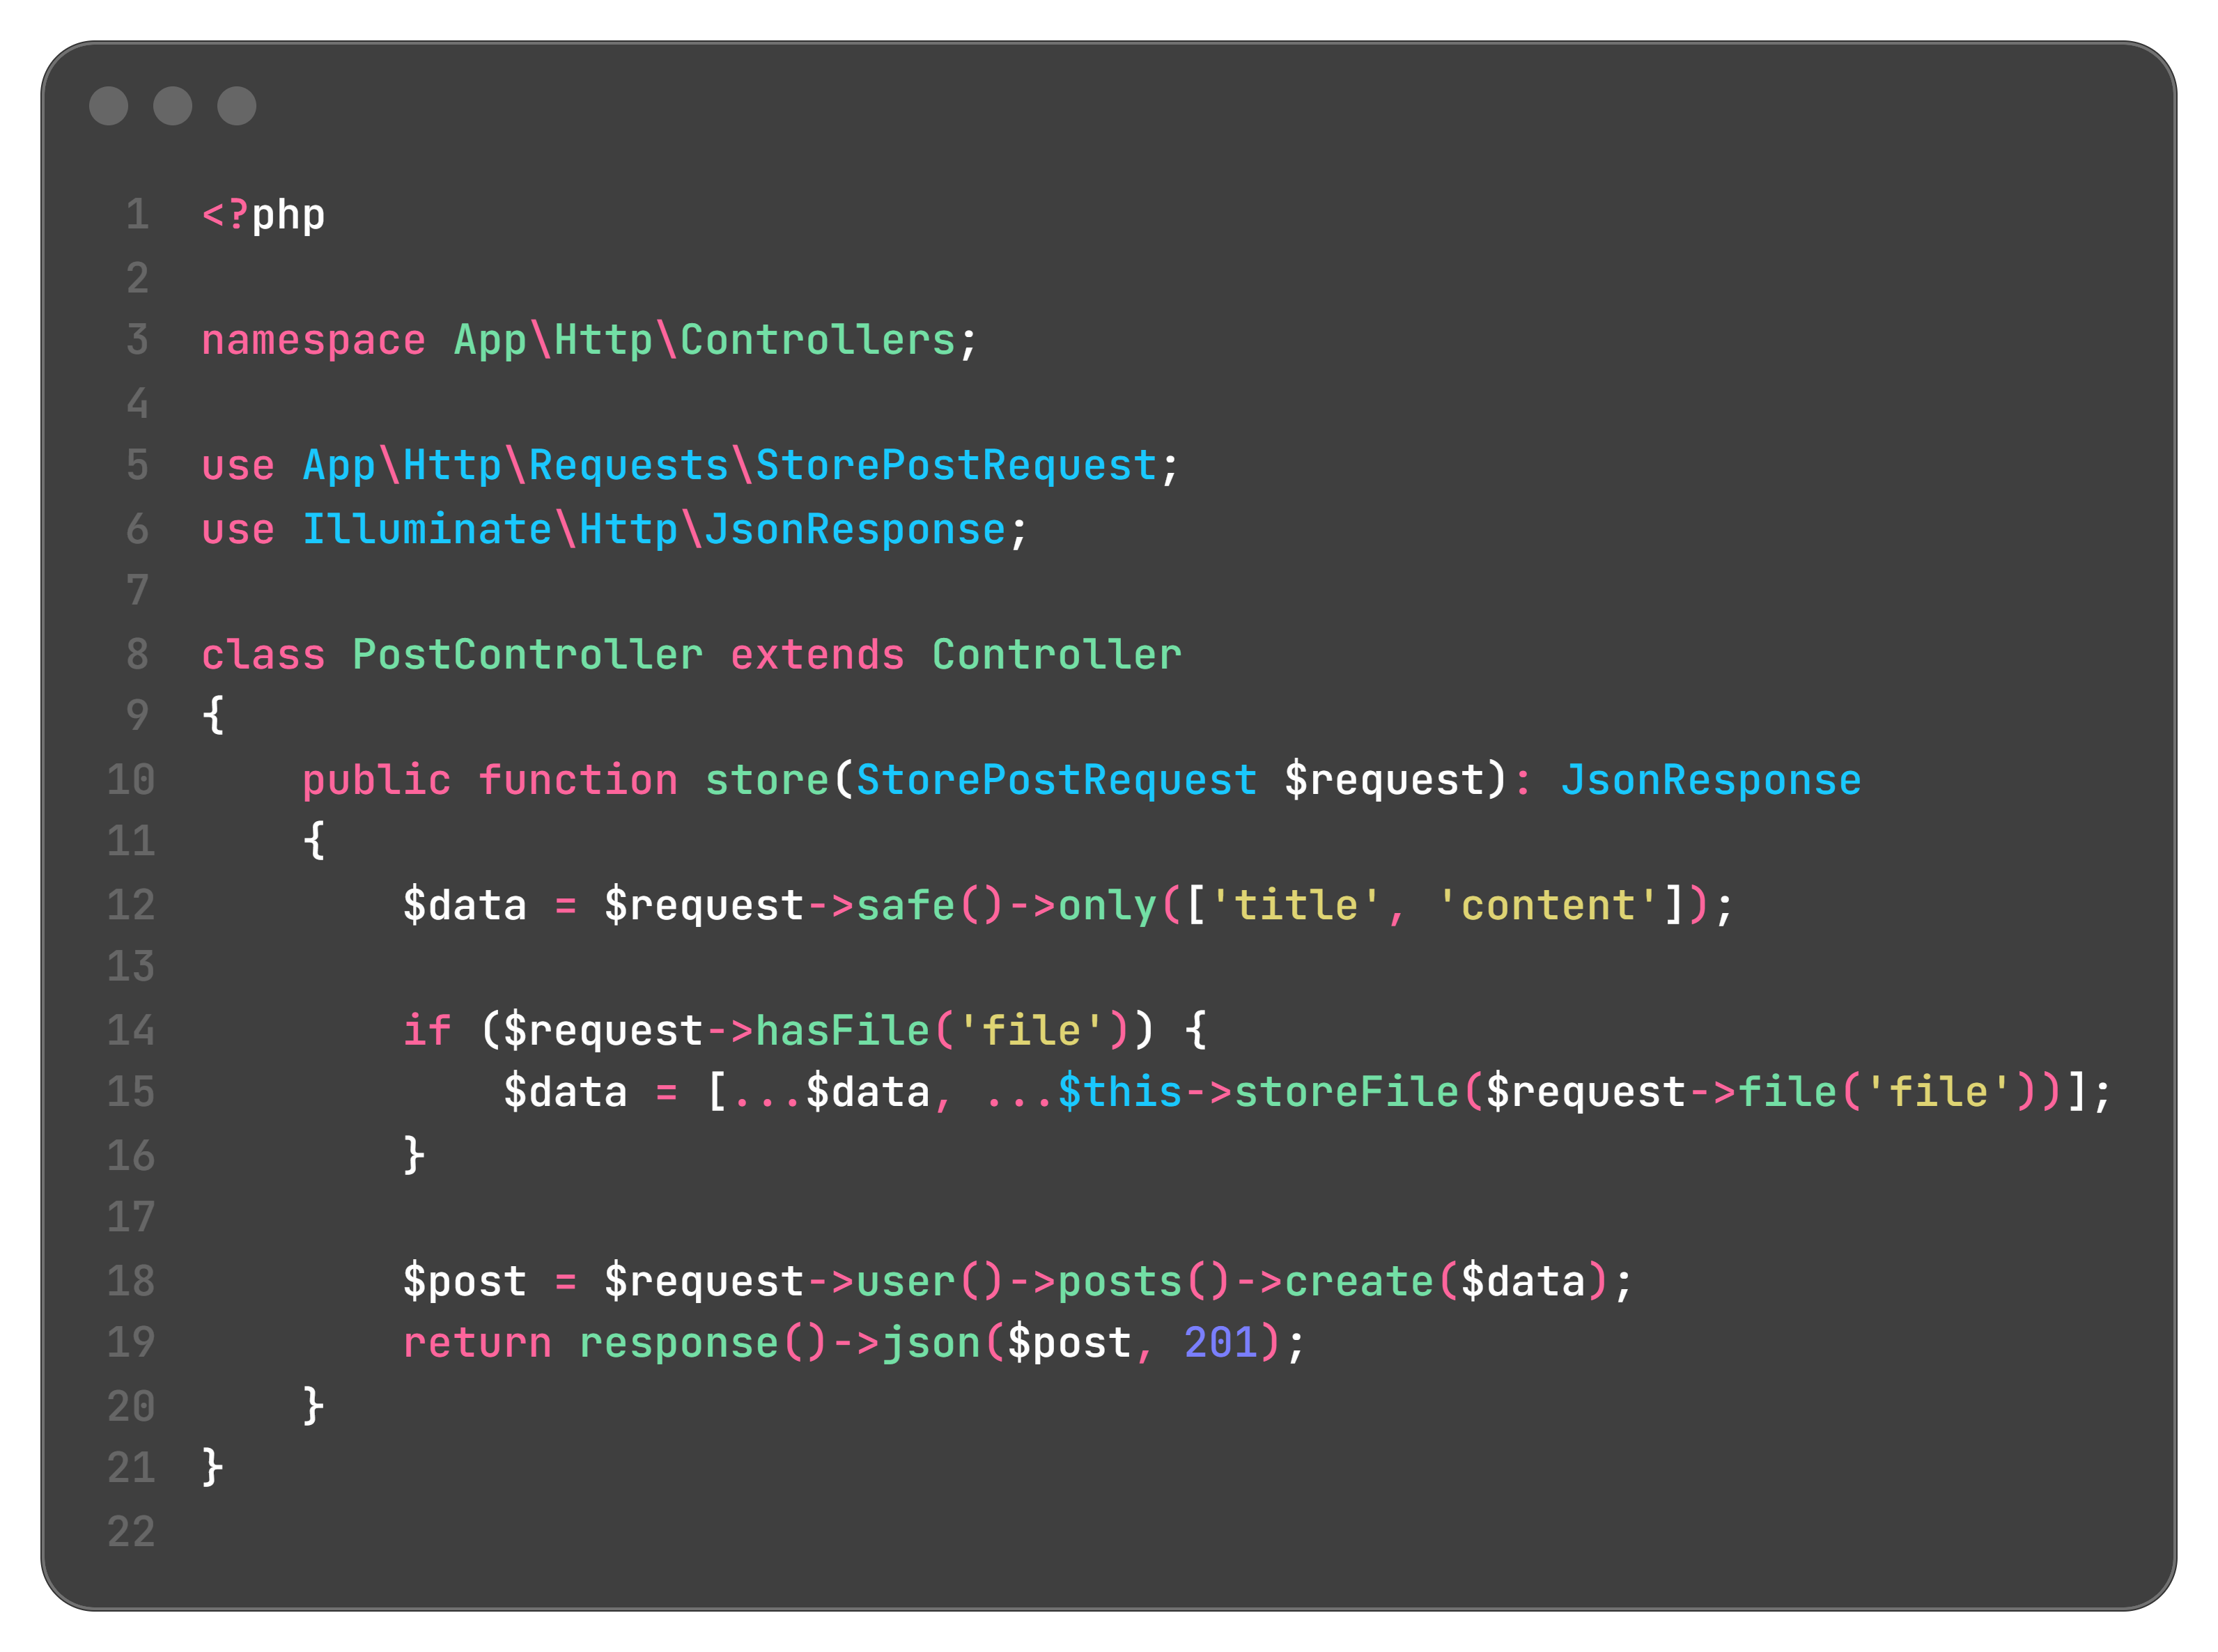 1 <?php
2
3 namespace App\Http\Controllers;
4
5 use App\Http\Requests\StorePostRequest;
6 use Illuminate\Http\JsonResponse;
7
8 class PostController extends Controller
9 {
10     public function store(StorePostRequest $request): JsonResponse
11     {
12         $data = $request->safe()->only(['title', 'content']);
13
14         if ($request->hasFile('file')) {
15             $data = [...$data, ...$this->storeFile($request->file('file'))];
16         }
17
18         $post = $request->user()->posts()->create($data);
19         return response()->json($post, 201);
20     }
21 }
22